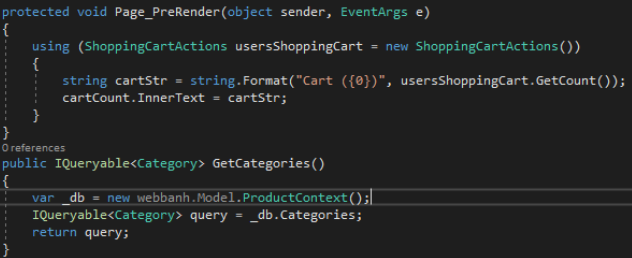 protected void Page_PreRender(object sender, EventArgs e)
{
using (ShoppingCartActions usersShoppingCart = new ShoppingCartActions())
{
string cartStr = string.Format("Cart ({0})", usersShoppingCart.GetCount());
cartCount.InnerText = cartStr;
}
}
0 references
public IQueryable<Category> GetCategories()
{
var _db = new webbanh.Model.ProductContext();
IQueryable<Category> query = _db.Categories;
return query;
}